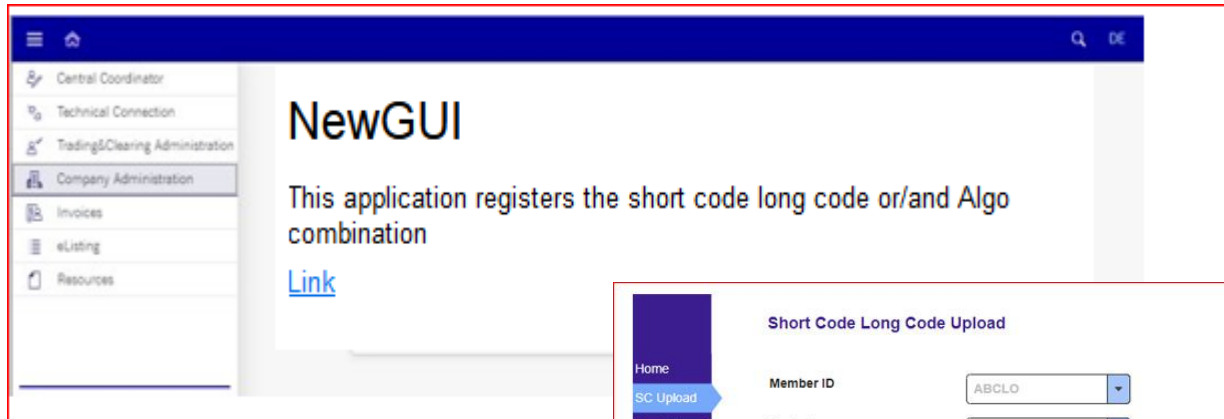 DE
Central Coordinator
Technical Connection
Trading&Clearing Administration
Company Administration
Invoices
eListing
Resources
NewGUI
This application registers the short code long code or/and Algo
combination
Link
Short Code Long Code Upload
Home
SC Upload
Member ID
ABCLO